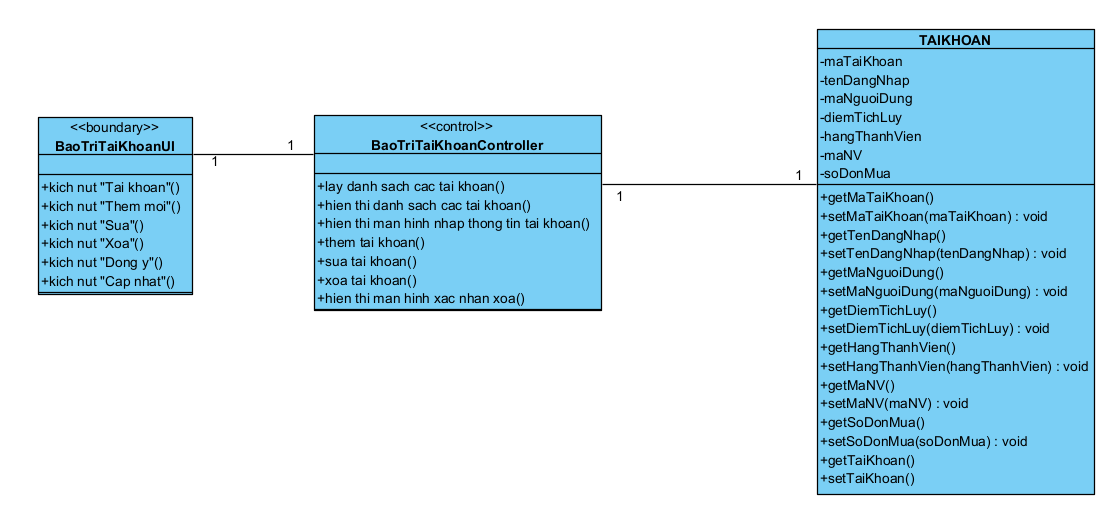 <<boundary>>
BaoTriTaiKhoanUI
+kich nut "Tai khoan"()
+kich nut "Them moi"()
+kich nut "Sua"()
+kich nut "Xoa"()
+kich nut "Dong y"()
+kich nut "Cap nhat"()
1
1
<<control>>
BaoTriTaiKhoanController
+lay danh sach cac tai khoan()
+hien thi danh sach cac tai khoan()
+hien thi man hinh nhap thong tin tai khoan()
+them tai khoan()
+sua tai khoan()
+xoa tai khoan()
+hien thi man hinh xac nhan xoa()
1
1
TAIKHOAN
-maTaiKhoan
-tenDangNhap
-maNguoiDung
-diemTichLuy
-hangThanhVien
-maNV
-soDonMua
+getMaTaiKhoan()
+setMaTaiKhoan(maTaiKhoan) : void
+getTenDangNhap()
+setTenDangNhap(tenDangNhap) : void
+getMaNguoiDung()
+setMaNguoiDung(maNguoiDung) : void
+getDiemTichLuy()
+setDiemTichLuy(diemTichLuy) : void
+getHangThanhVien()
+setHangThanhVien(hangThanhVien) : void
+getMaNV()
+setMaNV(maNV) : void
+getSoDonMua()
+setSoDonMua(soDonMua) : void
+getTaiKhoan()
+setTaiKhoan()